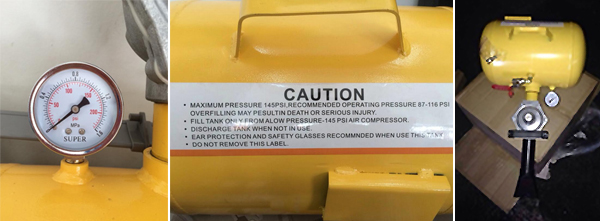 MPa
SUPER
CAUTION
• MAXIMUM PRESSURE 145PSI,RECOMMENDED OPERATING PRESSURE 87-116 PSI
OVERFILLING MAY PESULTIN DEATH OR SERIOUS INJURY.
• FILL TANK ONLY FROM ALOW PRESSURE-145 PSI AIR COMPRESSOR.
• DISCHARGE TANK WHEN NOT IN USE.
• EAR PROTECTION AND SAFETY GLASSES RECOMMNDED WHEN USE THIS TANK.
• DO NOT REMOVE THIS LABEL.